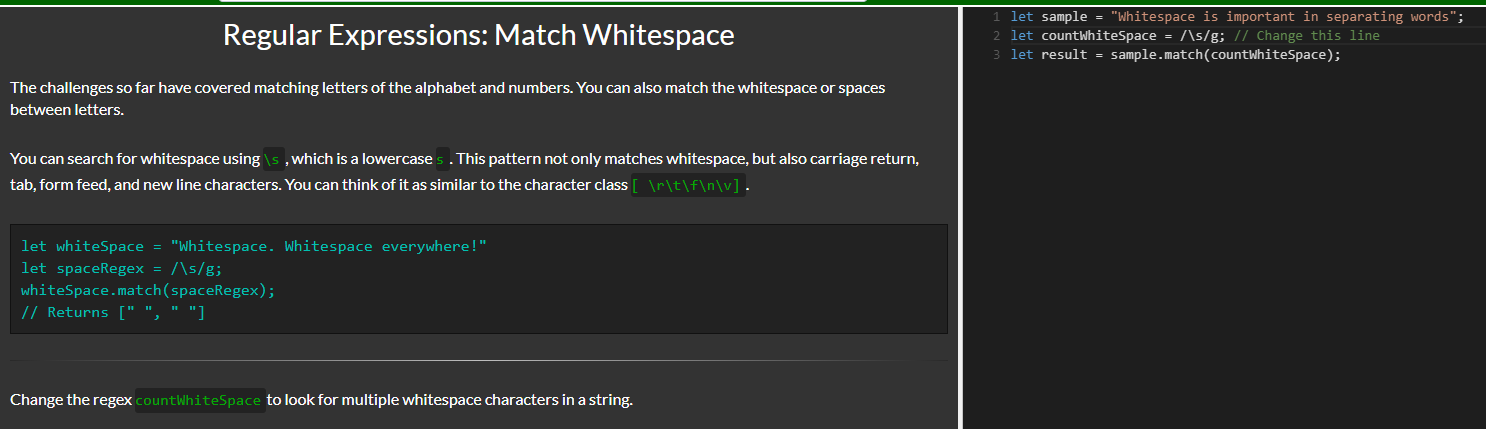 Regular Expressions: Match Whitespace
The challenges so far have covered matching letters of the alphabet and numbers. You can also match the whitespace or spaces
between letters.
You can search for whitespace using \s , which is a lowercase s . This pattern not only matches whitespace, but also carriage return,
tab, form feed, and new line characters. You can think of it as similar to the character class [ \r\t\f\n\v] .
let whiteSpace = "Whitespace. Whitespace everywhere!"
let spaceRegex = /\s/g;
whiteSpace.match(spaceRegex);
// Returns [" ", " "]
Change the regex countWhiteSpace to look for multiple whitespace characters in a string.
1 let sample = "Whitespace is important in separating words";
2 let countWhiteSpace = /\s/g; // Change this line
3 let result = sample.match(countWhiteSpace);